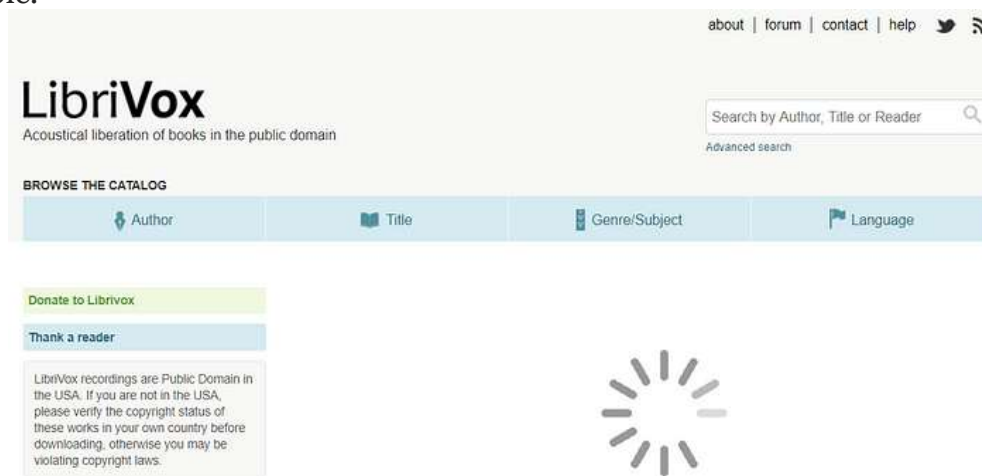 about | forum | contact | help
LibriVox
Acoustical liberation of books in the public domain
Search by Author, Title or Reader
Advanced search
BROWSE THE CATALOG
Author Title Genre/Subject Language
Donate to Librivox
Thank a reader
LibriVox recordings are Public Domain in
the USA. If you are not in the USA,
please verify the copyright status of
these works in your own country before
downloading, otherwise you may be
violating copyright laws.